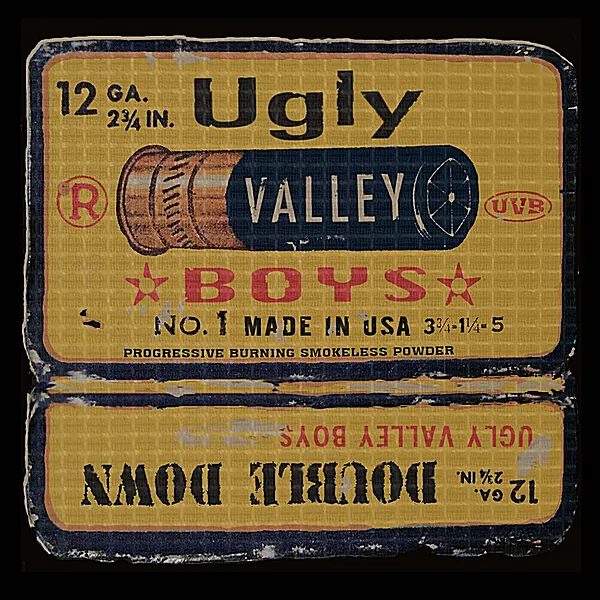 12 GA.
2¾ IN.
Ugly
VALLEY
R
UVB
BOYS
NO. 1 MADE IN USA 3¾-1¼-5
PROGRESSIVE BURNING SMOKELESS POWDER
UGLY VALLEY BOYS
12 GA.
2¾ IN.
DOUBLE DOWN